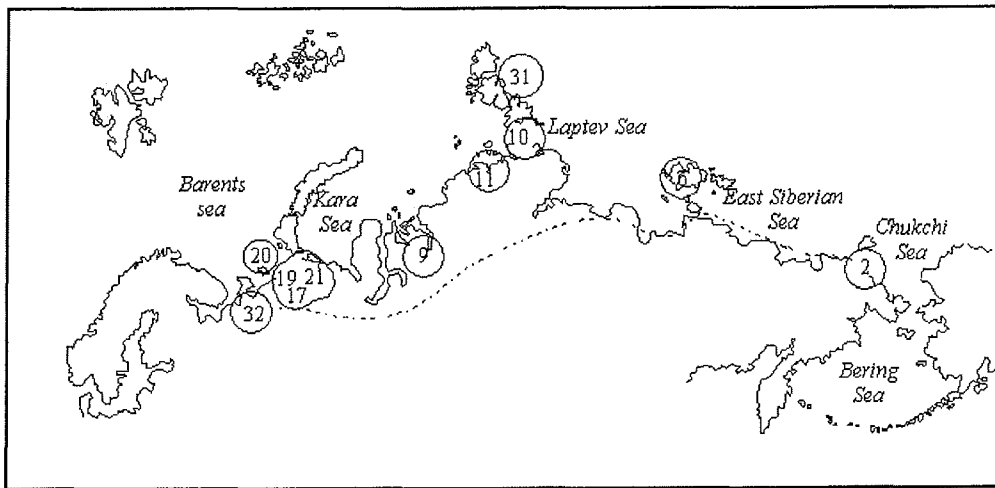 31
10
Laptev Sea
11
6
Barents
sea
Kara
Sea
East Siberian
Sea
Chukchi
Sea
20
9
2
19 21
17
32
Bering
Sea